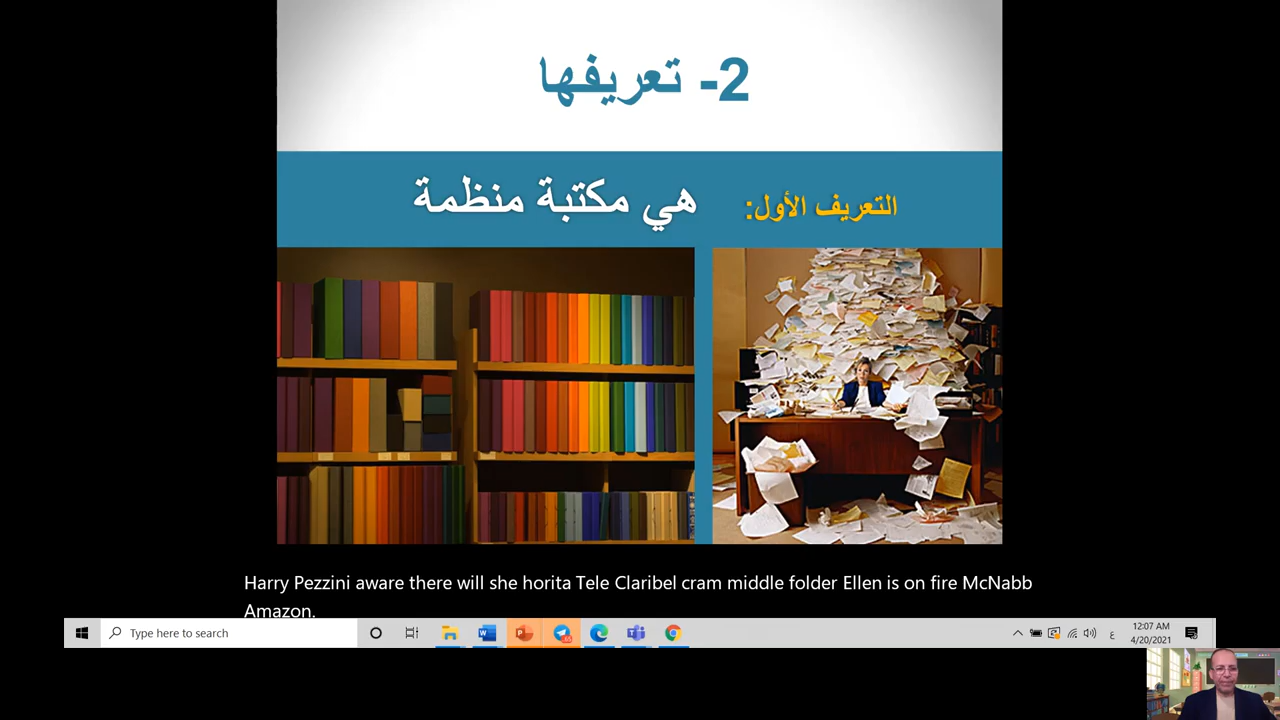 2- تعريفها
التعريف الأول: هي مكتبة منظمة
Harry Pezzini aware there will she horita Tele Claribel cram middle folder Ellen is on fire McNabb
Amazon.
Type here to search
ع
12:07 AM
4/20/2021